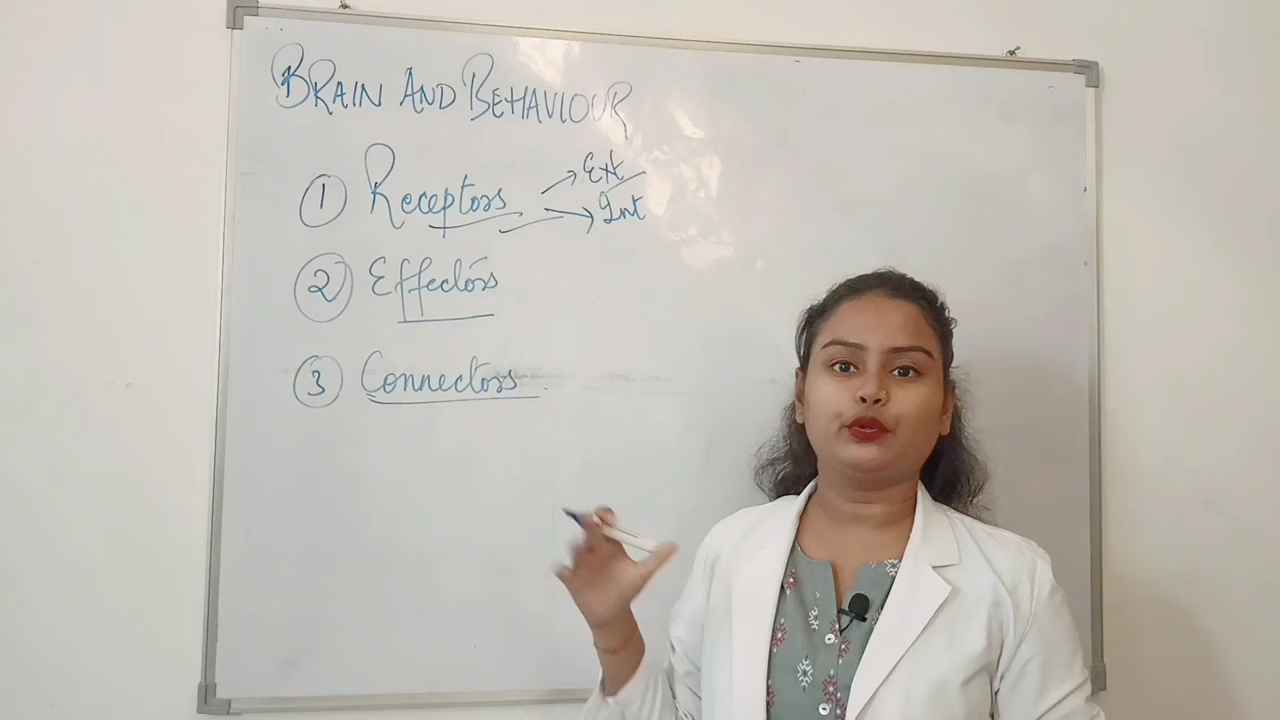 BRAIN AND BEHAVIOUR
① Receptors → Ext
→ Int
② Effectors
③ Connectors